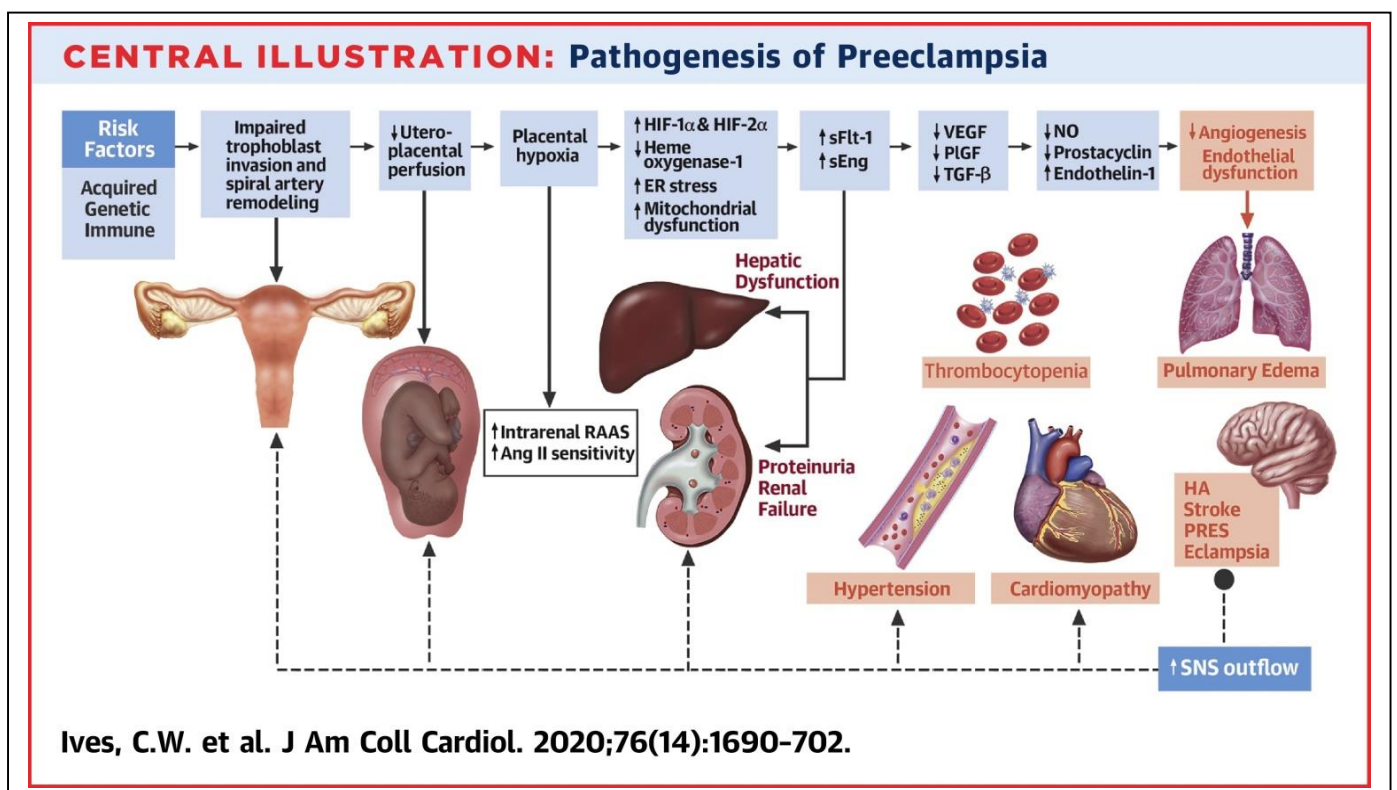 CENTRAL ILLUSTRATION: Pathogenesis of Preeclampsia
Risk
Factors
Acquired
Genetic
Immune
Impaired
trophoblast
invasion and
spiral artery
remodeling
↓Utero-
placental
perfusion
Placental
hypoxia
↑HIF-1α & HIF-2α
↓Heme
oxygenase-1
↑ER stress
↑Mitochondrial
dysfunction
↑sFlt-1
↑sEng
↓VEGF
↓PlGF
↓TGF-β
↓NO
↓Prostacyclin
↑Endothelin-1
↓Angiogenesis
Endothelial
dysfunction
Hepatic
Dysfunction
Thrombocytopenia
Pulmonary Edema
↑Intrarenal RAAS
↑Ang II sensitivity
Proteinuria
Renal
Failure
HA
Stroke
PRES
Eclampsia
Hypertension
Cardiomyopathy
↑SNS outflow
Ives, C.W. et al. J Am Coll Cardiol. 2020;76(14):1690–702.